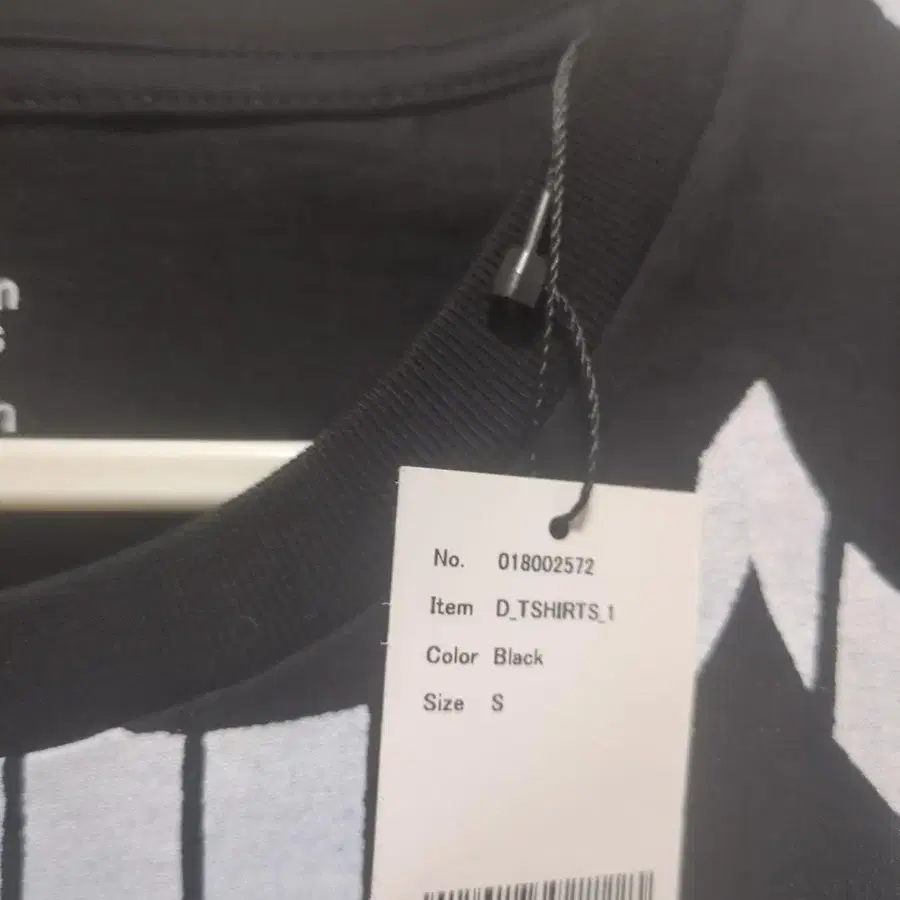 No. 018002572
Item D_TSHIRTS_1
Color Black
Size S